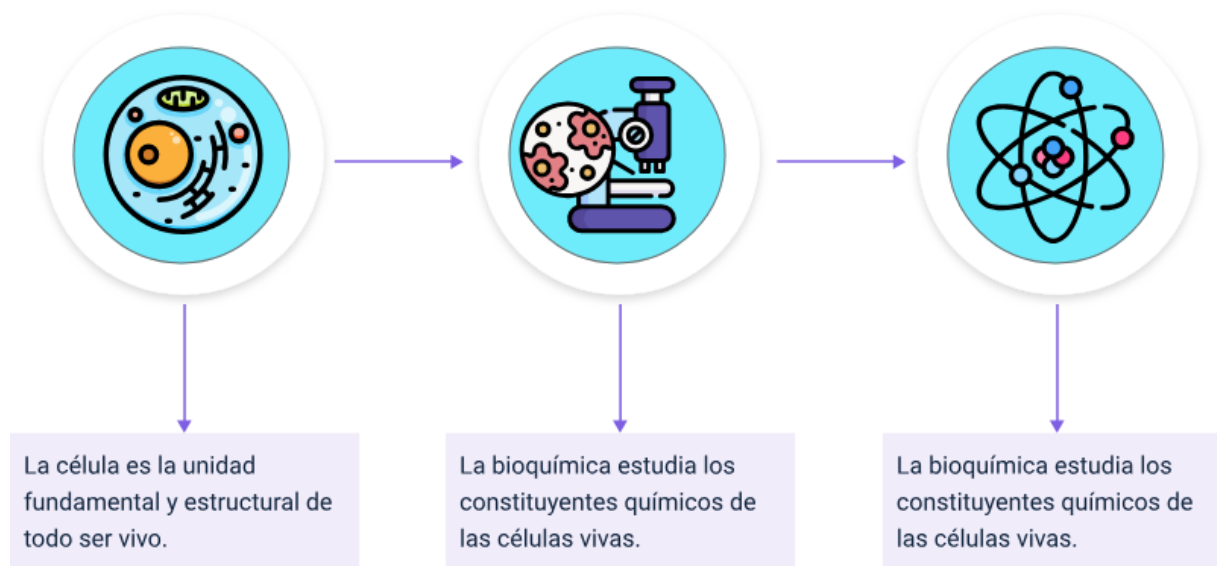 La célula es la unidad
fundamental y estructural de
todo ser vivo.
La bioquímica estudia los
constituyentes químicos de
las células vivas.
La bioquímica estudia los
constituyentes químicos de
las células vivas.